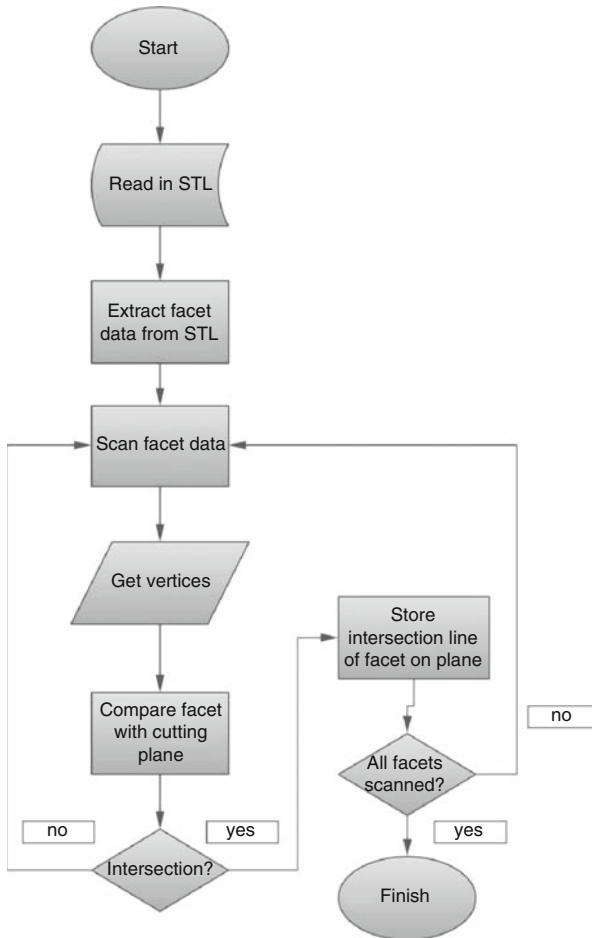 Start
Read in STL
Extract facet
data from STL
Scan facet data
Get vertices
Compare facet
with cutting
plane
no
yes
Intersection?
Store
intersection line
of facet on plane
no
All facets
scanned?
yes
Finish